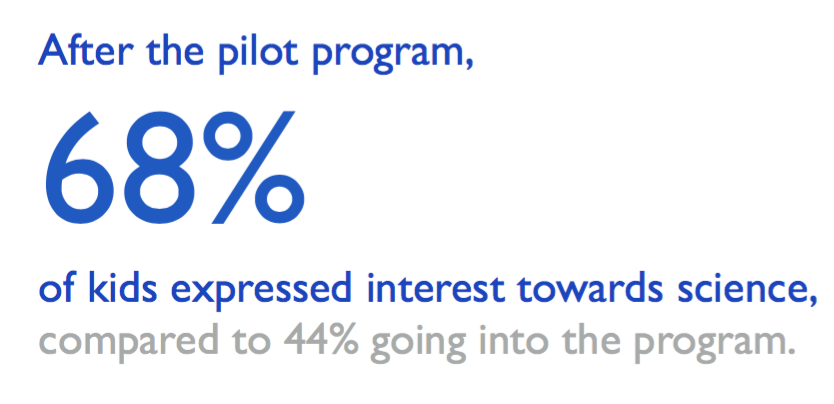 After the pilot program,
68%
of kids expressed interest towards science,
compared to 44% going into the program.